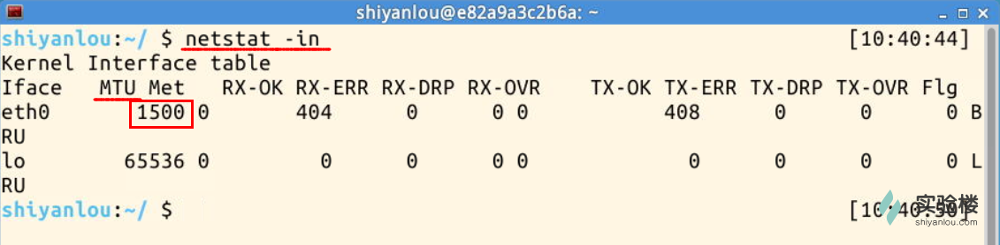 shiyanlou@e82a9a3c2b6a: ~
shiyanlou:~/ $ netstat -in [10:40:44]
Kernel Interface table
Iface MTU Met RX-OK RX-ERR RX-DRP RX-OVR TX-OK TX-ERR TX-DRP TX-OVR Flg
eth0 1500 0 404 0 0 0 408 0 0 0 B
RU
lo 65536 0 0 0 0 0 0 0 0 0 L
RU
shiyanlou:~/ $ [10:40:50]
实验楼
shiyanlou.com